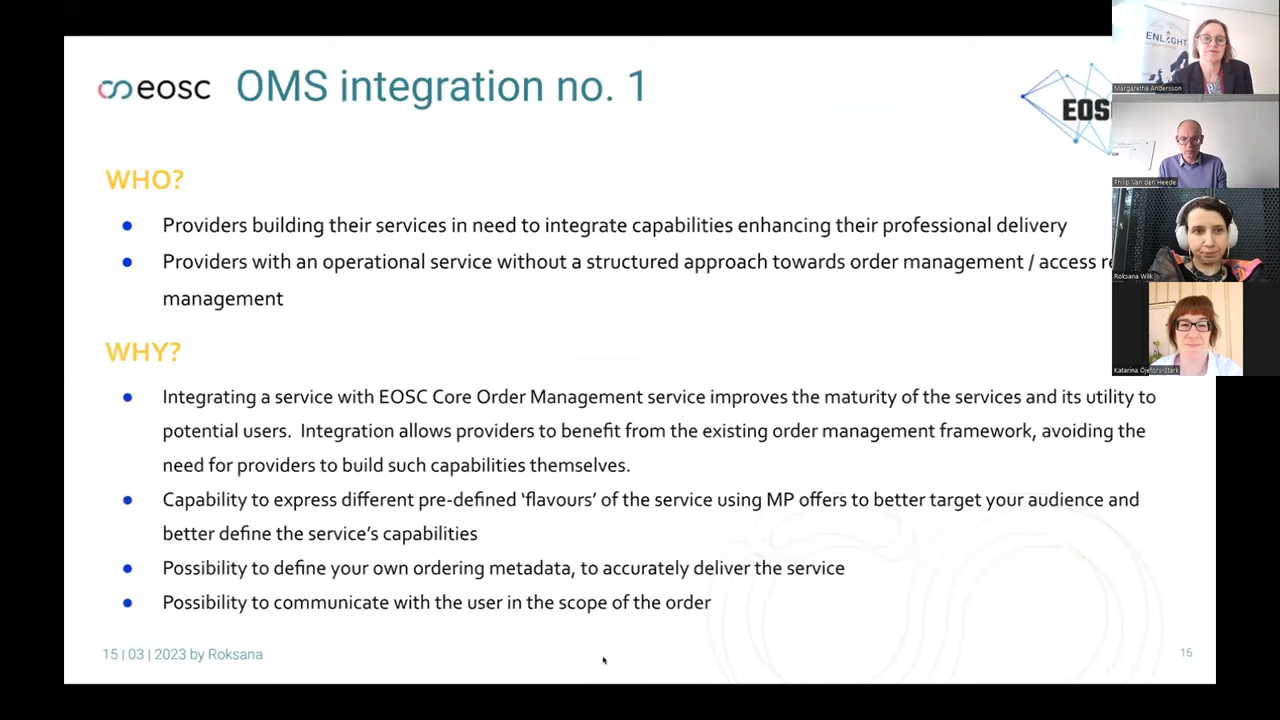 eosc OMS integration no. 1
EOS
WHO?
● Providers building their services in need to integrate capabilities enhancing their professional delivery
● Providers with an operational service without a structured approach towards order management / access
management
WHY?
● Integrating a service with EOSC Core Order Management service improves the maturity of the services and its utility to
potential users. Integration allows providers to benefit from the existing order management framework, avoiding the
need for providers to build such capabilities themselves.
● Capability to express different pre-defined ‘flavours’ of the service using MP offers to better target your audience and
better define the service’s capabilities
● Possibility to define your own ordering metadata, to accurately deliver the service
● Possibility to communicate with the user in the scope of the order
15 | 03 | 2023 by Roksana
15
ENLIGHT
Margaretha Andersson
Philip Van den Heede
Roksana Wilk
Katarina Öjefors-Stark